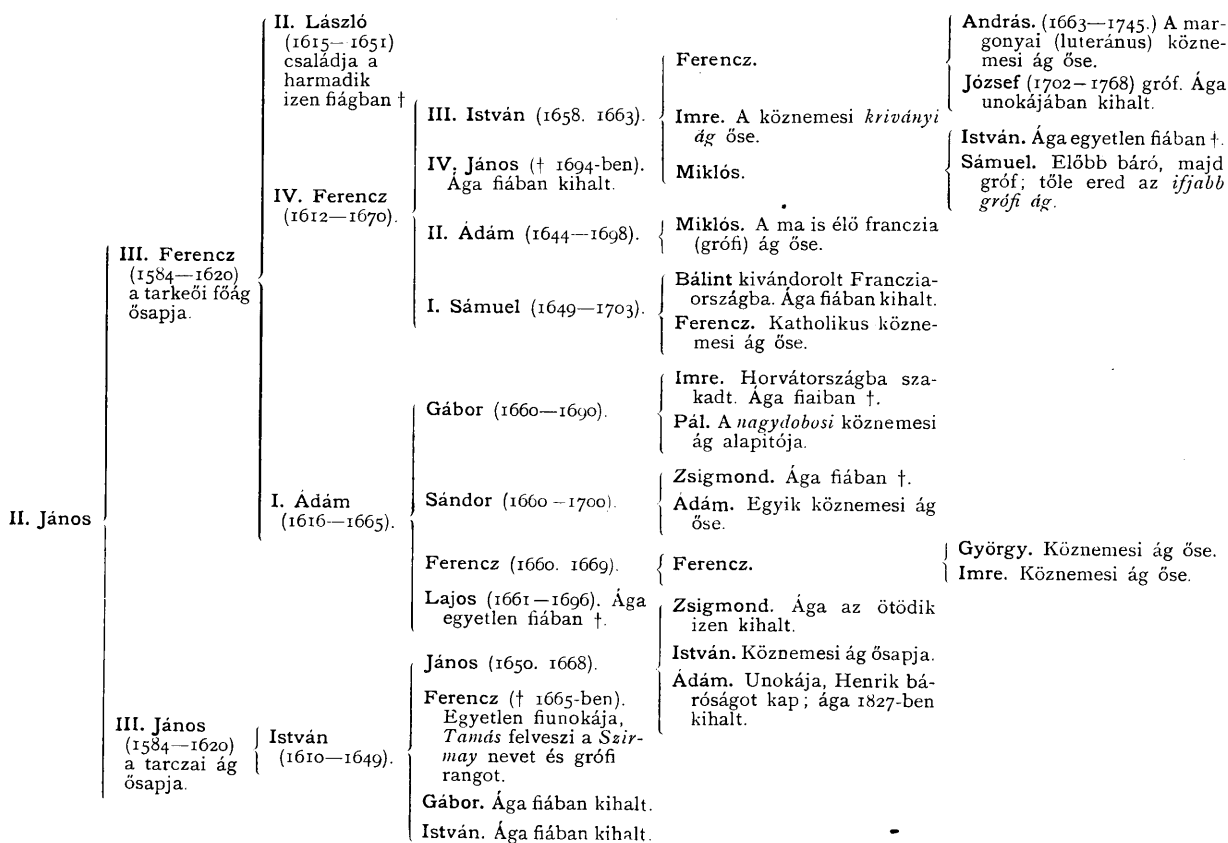 II. János
III. Ferencz
(1584—1620)
a tarkeői főág
ősapja.
II. László
(1615—1651)
családja a
harmadik
izen fiágban †
IV. Ferencz
(1612—1670).
III. István (1658. 1663).
Ferencz.
András. (1663—1745.) A mar-
gonyai (luteránus) közne-
mesi ág őse.
József (1702—1768) gróf. Ága
unokájában kihalt.
Imre. A köznemesi kriványi
ág őse.
Miklós.
István. Ága egyetlen fiában †.
Sámuel. Előbb báró, majd
gróf; tőle ered az ifjabb
grófi ág.
IV. János († 1694-ben).
Ága fiában kihalt.
II. Ádám (1644—1698).
Miklós. A ma is élő franczia
(grófi) ág őse.
I. Sámuel (1649—1703).
Bálint kivándorolt Franczia-
országba. Ága fiában kihalt.
Ferencz. Katholikus közne-
mesi ág őse.
I. Ádám
(1616—1665).
Gábor (1660—1690).
Imre. Horvátországba sza-
kadt. Ága fiaiban †.
Pál. A nagydobosi köznemesi
ág alapitója.
Sándor (1660—1700).
Zsigmond. Ága fiában †.
Ádám. Egyik köznemesi ág
őse.
Ferencz (1660. 1669).
Ferencz.
György. Köznemesi ág őse.
Imre. Köznemesi ág őse.
Lajos (1661—1696). Ága
egyetlen fiában †.
III. János
(1584—1620)
a tarczai ág
ősapja.
István
(1610—1649).
János (1650. 1668).
Zsigmond. Ága az ötödik
izen kihalt.
István. Köznemesi ág ősapja.
Ádám. Unokája, Henrik bá-
róságot kap; ága 1827-ben
kihalt.
Ferencz († 1665-ben).
Egyetlen fiunokája,
Tamás felveszi a Szir-
may nevet és grófi
rangot.
Gábor. Ága fiában kihalt.
István. Ága fiában kihalt.